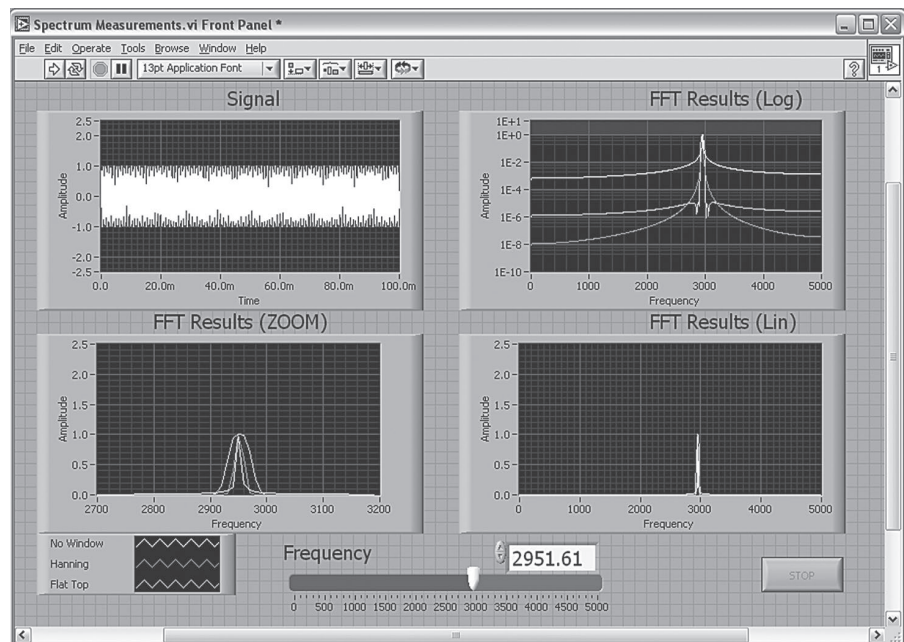 Spectrum Measurements.vi Front Panel *
File Edit Operate Tools Browse Window Help
13pt Application Font
?
1
Signal
Amplitude
2.5
2.0
1.0
0.0
-1.0
-2.0
-2.5
0.0 20.0m 40.0m 60.0m 80.0m 100.0m
Time
FFT Results (Log)
Amplitude
1E+1
1E+0
1E-2
1E-4
1E-6
1E-8
1E-10
0 1000 2000 3000 4000 5000
Frequency
FFT Results (ZOOM)
Amplitude
2.5
2.0
1.5
1.0
0.5
0.0
2700 2800 2900 3000 3100 3200
Frequency
FFT Results (Lin)
Amplitude
2.5
2.0
1.5
1.0
0.5
0.0
0 1000 2000 3000 4000 5000
Frequency
No Window
Hanning
Flat Top
Frequency
2951.61
0 500 1000 1500 2000 2500 3000 3500 4000 4500 5000
STOP